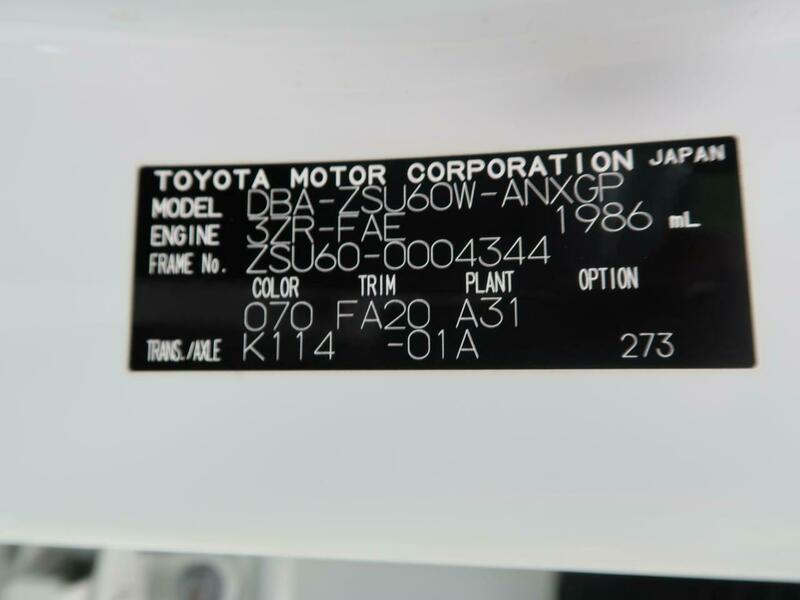 TOYOTA MOTOR CORPORATION JAPAN
MODEL DBA-ZSU60W-ANXGP
ENGINE 3ZR-FAE 1986 mL
FRAME No. ZSU60-0004344
COLOR TRIM PLANT OPTION
070 FA20 A31
TRANS./AXLE K114 -01A 273